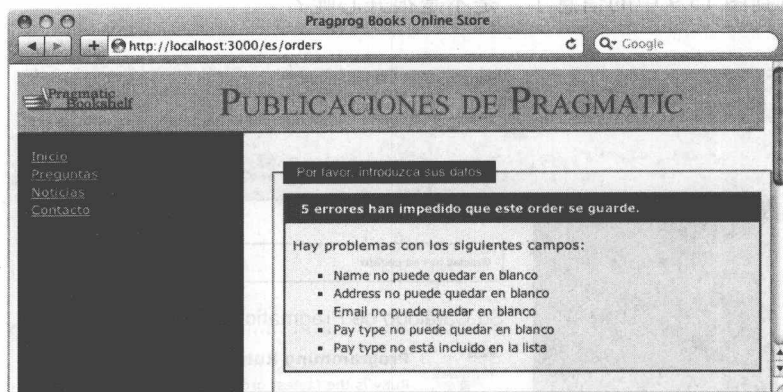 Pragprog Books Online Store
http://localhost:3000/es/orders
Google
Pragmatic
Bookshelf
PUBLICACIONES DE PRAGMATIC
Inicio
Preguntas
Noticias
Contacto
Por favor, introduzca sus datos
5 errores han impedido que este order se guarde.
Hay problemas con los siguientes campos:
Name no puede quedar en blanco
Address no puede quedar en blanco
Email no puede quedar en blanco
Pay type no puede quedar en blanco
Pay type no está incluido en la lista